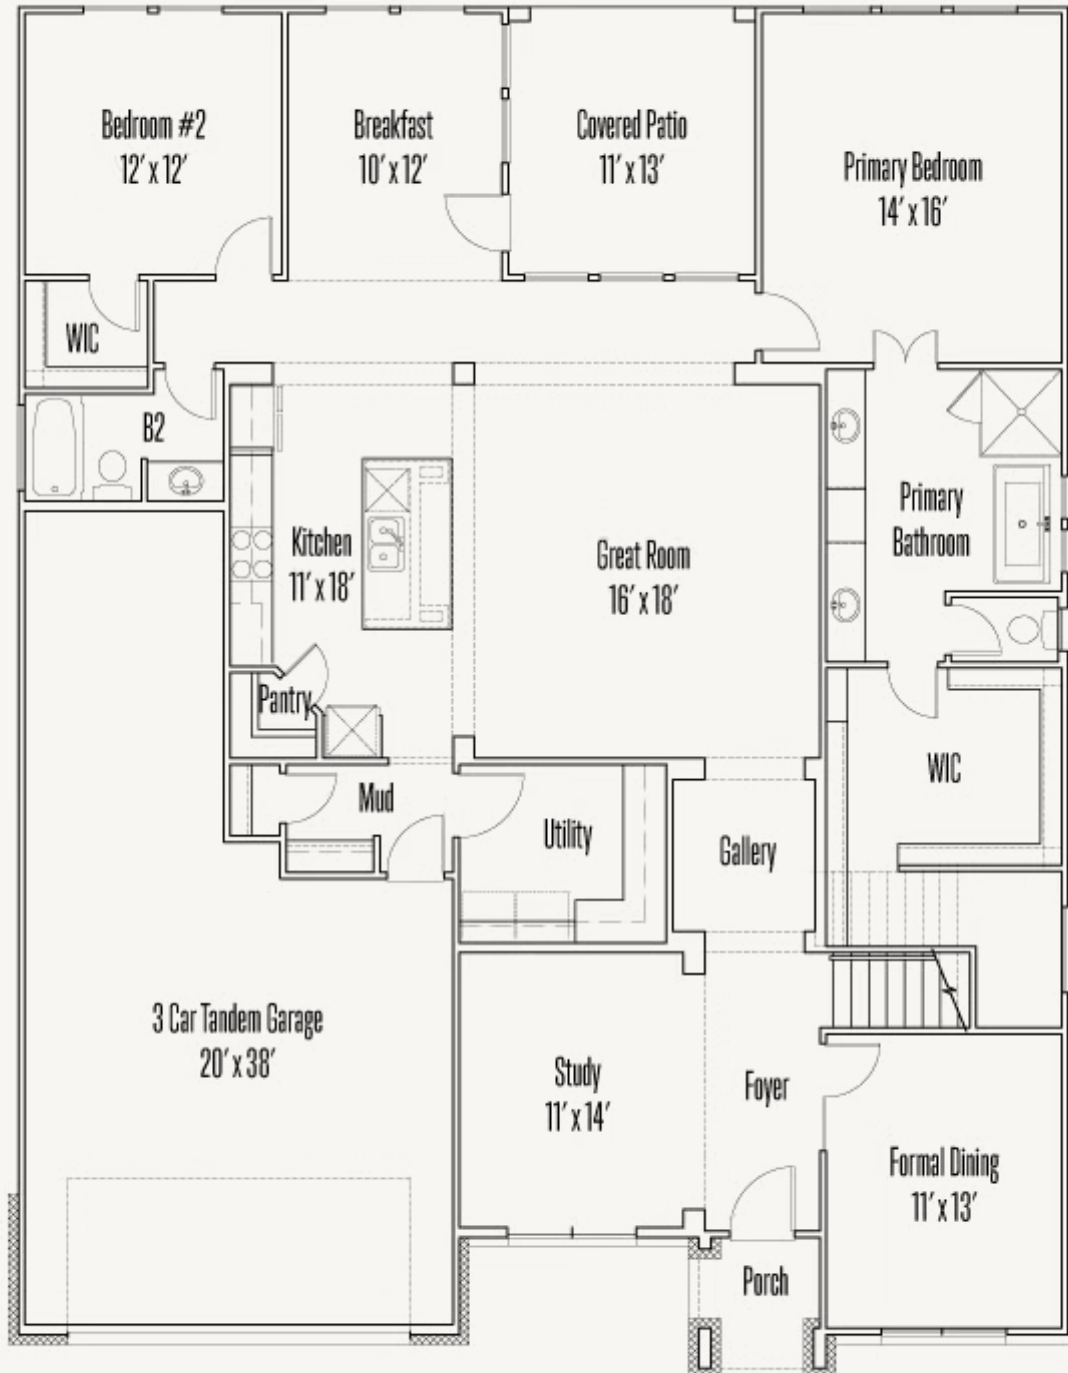 Bedroom #2
12' x 12'
Breakfast
10' x 12'
Covered Patio
11' x 13'
Primary Bedroom
14' x 16'
WIC
B2
Kitchen
11' x 18'
Great Room
16' x 18'
Primary
Bathroom
Pantry
Mud
Utility
Gallery
WIC
3 Car Tandem Garage
20' x 38'
Study
11' x 14'
Foyer
Formal Dining
11' x 13'
Porch